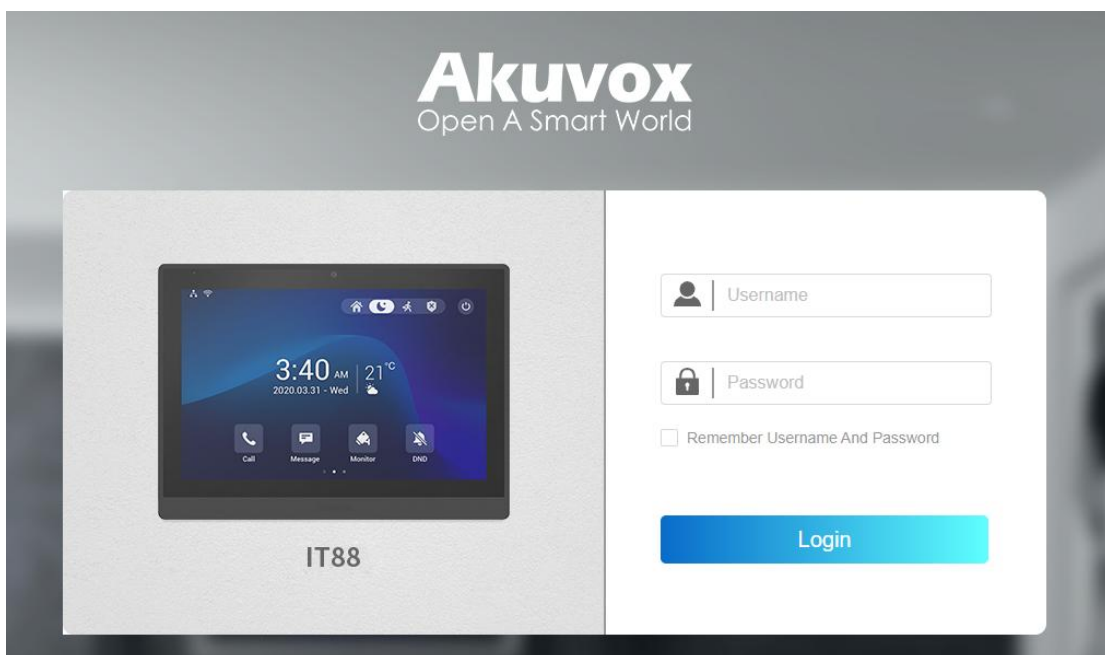 Akuvox
Open A Smart World
3:40 AM 21°C
2020.03.31 - Wed
Call Message Monitor DND
IT88
Username
Password
Remember Username And Password
Login